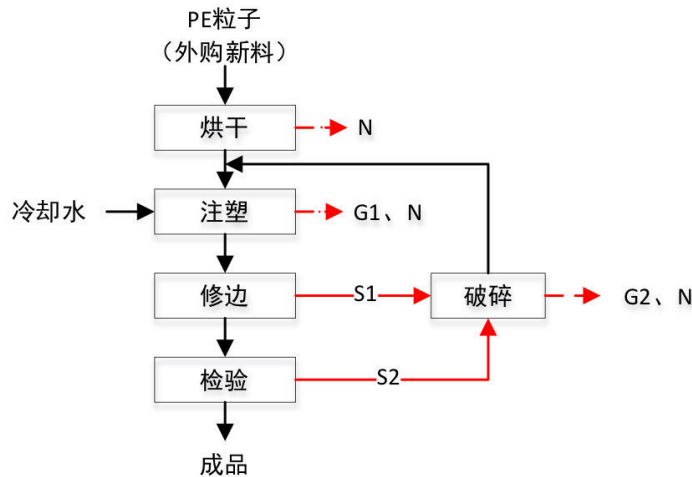 PE粒子
（外购新料）
烘干
N
冷却水
注塑
G1、N
修边
S1
破碎
G2、N
检验
S2
成品